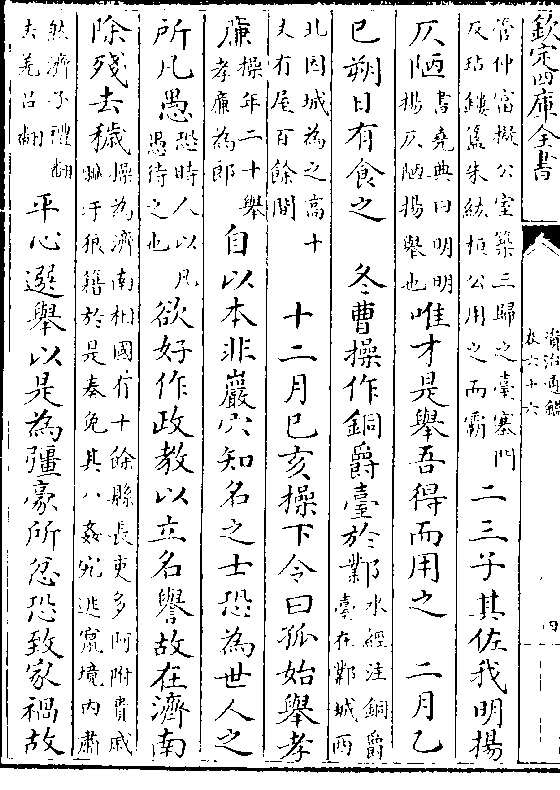 欽定四庫全書
資治通鑑
卷六十六
四
管仲富擬公室築三歸之臺塞門
反坫鏤簋朱紘桓公用之而霸
二三子其佐我明揚
仄陋
書堯典曰明明
揚仄陋揚舉也
唯才是舉吾得而用之　二月乙
巳朔日有食之　冬曹操作銅爵臺於鄴
水經注銅爵
臺在鄴城西
北因城為之高十
丈有屋百餘間
十二月己亥操下令曰孤始舉孝
廉
操年二十舉
孝廉為郎
自以本非巖穴知名之士恐為世人之
所凡愚
恐時人以凡
愚待之也
欲好作政教以立名譽故在濟南
除殘去穢
操為濟南相國有十餘縣長吏多阿附貴戚
贓汙狼籍於是奏免其八姦宄逃竄境内肅
然濟子禮翻
去羌呂翻
平心選舉以是為彊豪所忿恐致家禍故